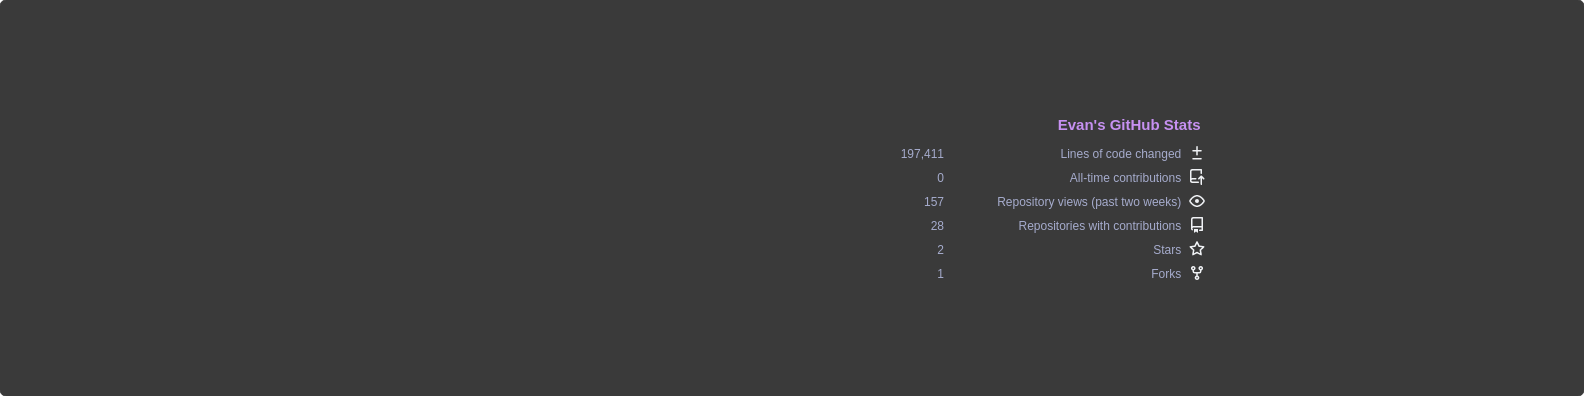 Evan's GitHub Stats
197,411 Lines of code changed
0 All-time contributions
157 Repository views (past two weeks)
28 Repositories with contributions
2 Stars
1 Forks